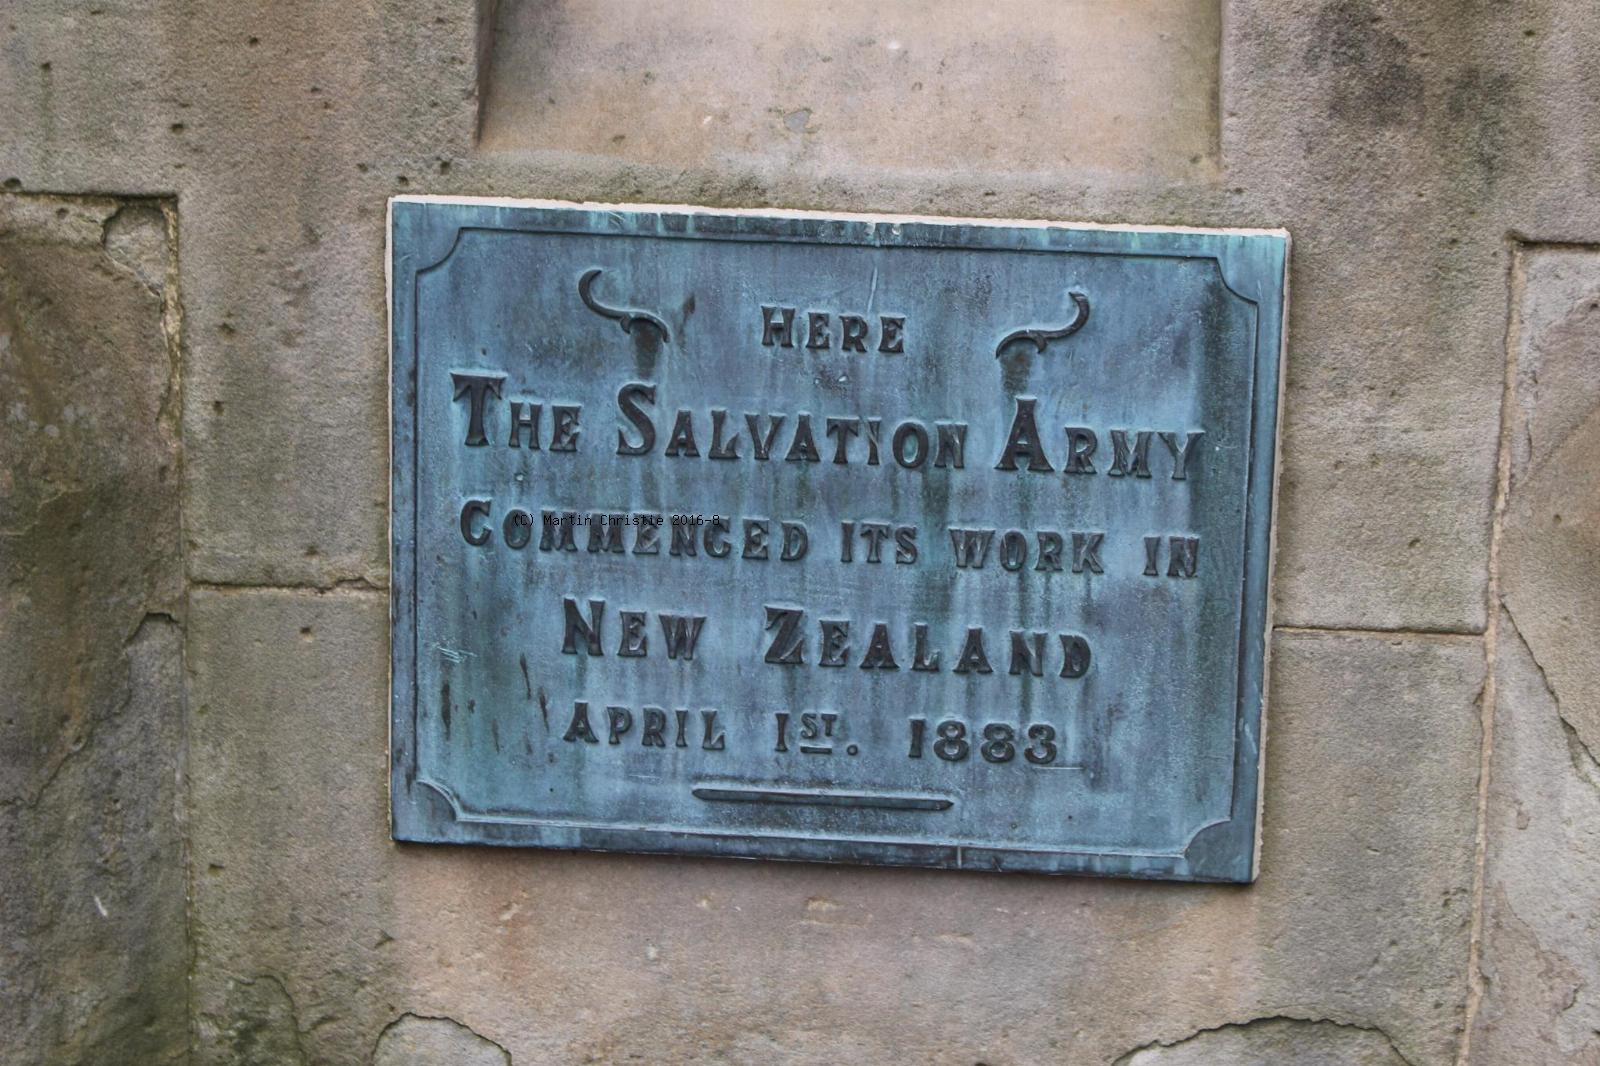 HERE
THE SALVATION ARMY
COMMENCED ITS WORK IN
NEW ZEALAND
APRIL 1ST. 1883
(C) Martin Christie 2016-8